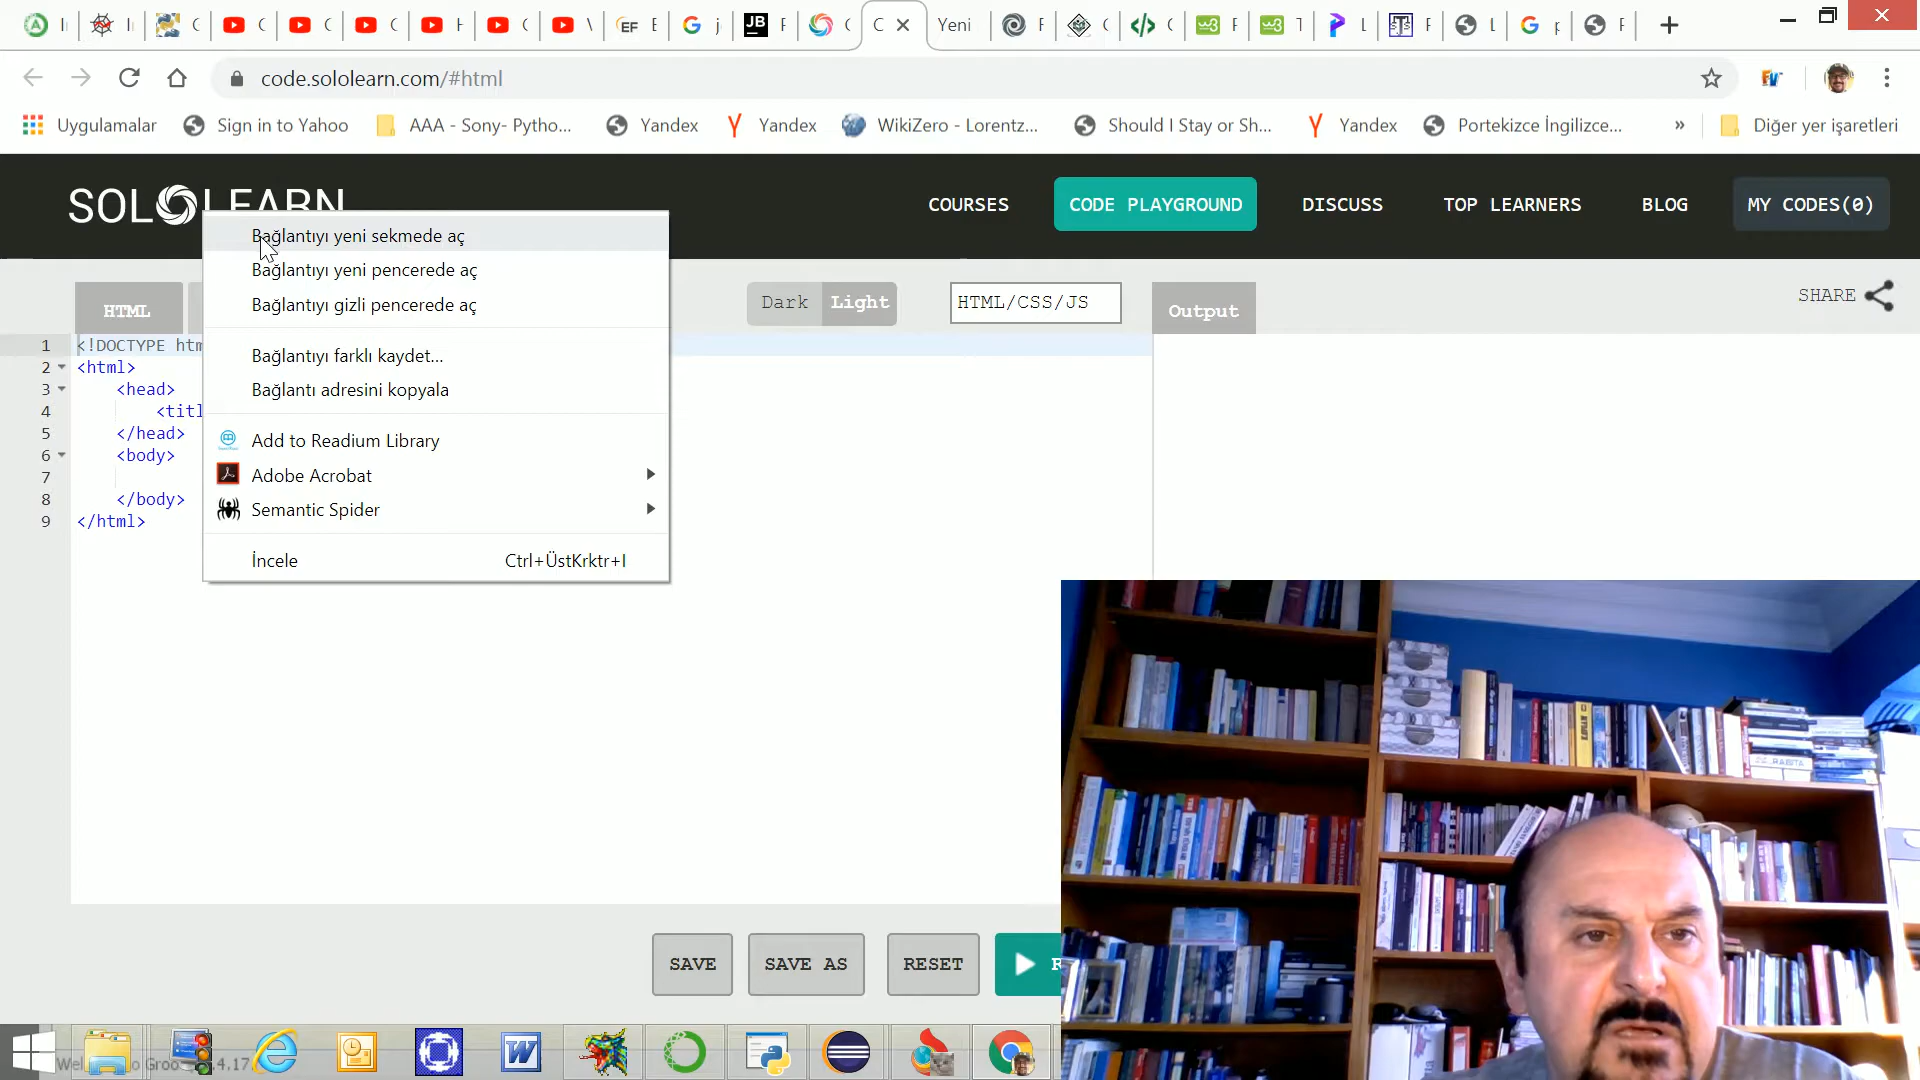 Yeni
code.sololearn.com/#html
Uygulamalar
Sign in to Yahoo
AAA - Sony- Pytho...
Yandex
Yandex
WikiZero - Lorentz...
Should I Stay or Sh...
Yandex
Portekizce İngilizce...
»
Diğer yer işaretleri
SOLOLEARN
COURSES
CODE PLAYGROUND
DISCUSS
TOP LEARNERS
BLOG
MY CODES(0)
Bağlantıyı yeni sekmede aç
Bağlantıyı yeni pencerede aç
Bağlantıyı gizli pencerede aç
Bağlantıyı farklı kaydet...
Bağlantı adresini kopyala
Add to Readium Library
Adobe Acrobat
Semantic Spider
İncele Ctrl+ÜstKrktr+I
HTML
Dark Light
HTML/CSS/JS
Output
SHARE
1 <!DOCTYPE htm
2 <html>
3 <head>
4 <titl
5 </head>
6 <body>
7
8 </body>
9 </html>
SAVE
SAVE AS
RESET